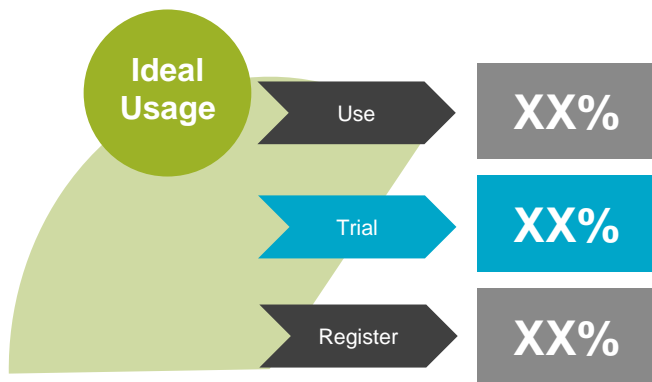 Ideal
Usage
Use
XX%
Trial
XX%
Register
XX%